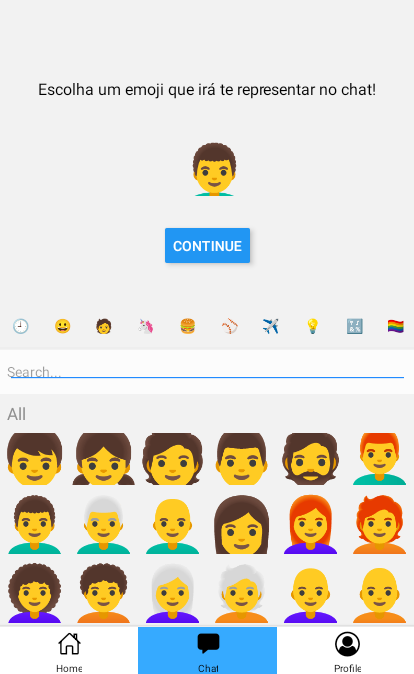 Escolha um emoji que irá te representar no chat!
CONTINUE
Search...
All
Home
Chat
Profile